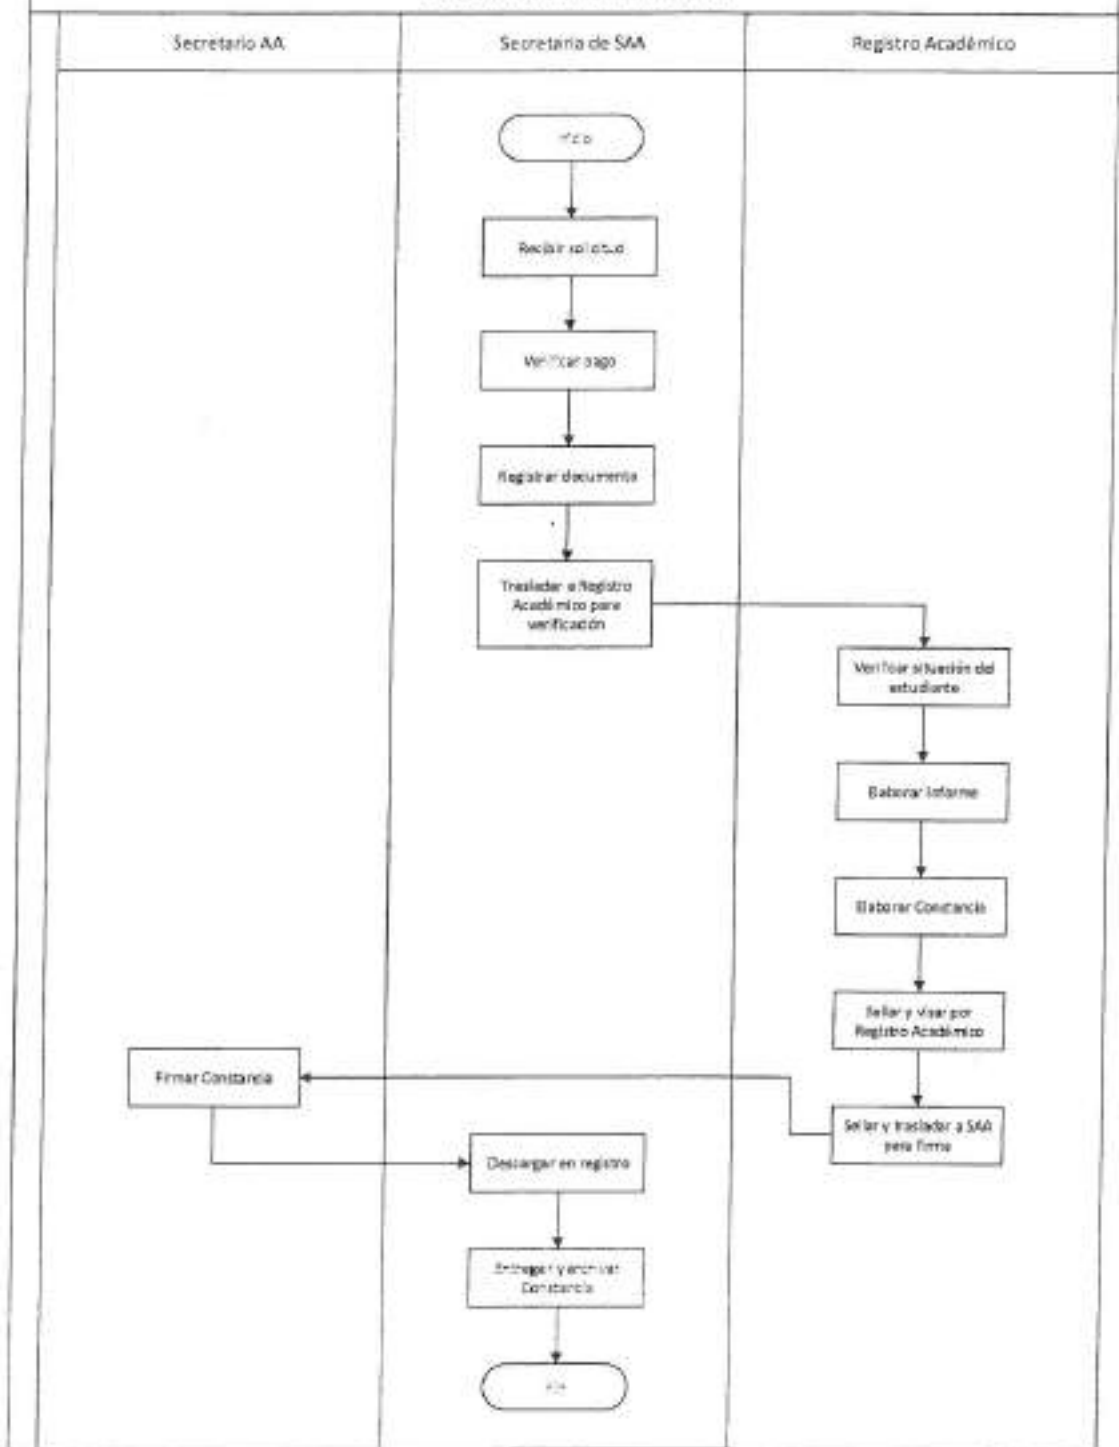 Secretario AA
Secretaria de SAA
Registro Académico
Inicio
Recibir solicitud
Verificar pago
Registrar documento
Trasladar a Registro
Académico para
verificación
Verificar situación del
estudiante
Elaborar Informe
Elaborar Constancia
Sellar y visar por
Registro Académico
Sellar y trasladar a SAA
para firma
Firmar Constancia
Descargar en registro
Entregar y archivar
Constancia
Fin